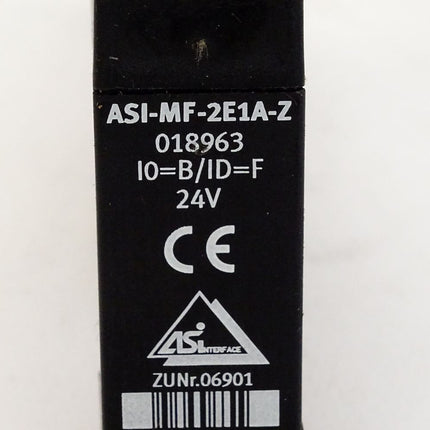 ASI-MF-2E1A-Z
018963
IO=B/ID=F
24V
CE
ASi
INTERFACE
ZUNr.06901